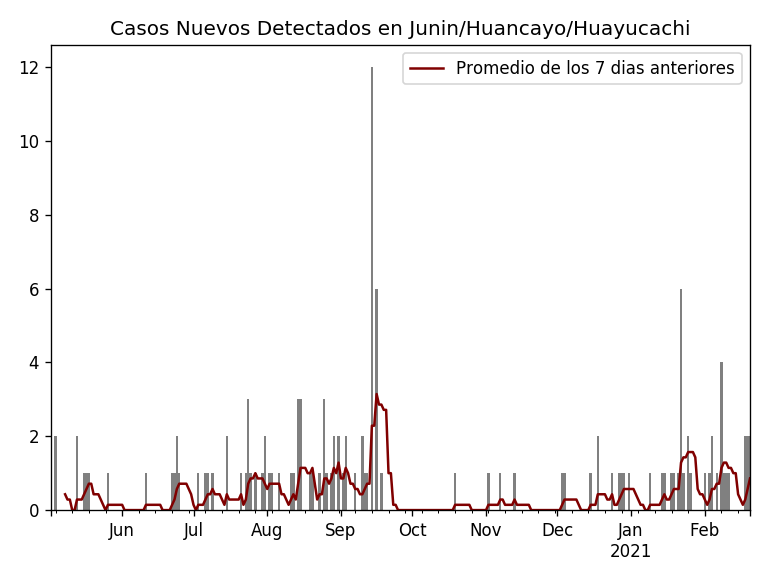 Casos Nuevos Detectados en Junin/Huancayo/Huayucachi
Promedio de los 7 dias anteriores
12
10
8
6
4
2
0
Jun Jul Aug Sep Oct Nov Dec Jan Feb
2021